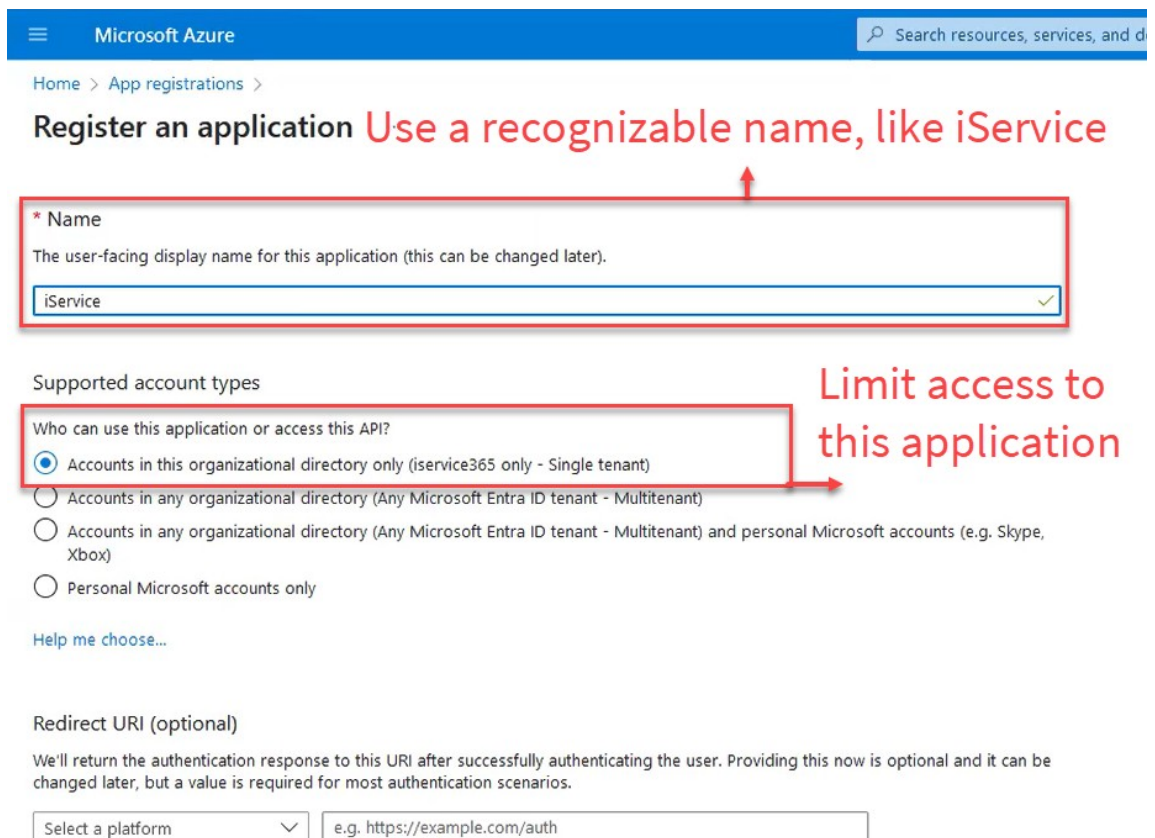 Microsoft Azure
Search resources, services, and d
Home > App registrations >
Register an application
Use a recognizable name, like iService
* Name
The user-facing display name for this application (this can be changed later).
iService
Supported account types
Limit access to
this application
Who can use this application or access this API?
Accounts in this organizational directory only (iservice365 only - Single tenant)
Accounts in any organizational directory (Any Microsoft Entra ID tenant - Multitenant)
Accounts in any organizational directory (Any Microsoft Entra ID tenant - Multitenant) and personal Microsoft accounts (e.g. Skype,
Xbox)
Personal Microsoft accounts only
Help me choose...
Redirect URI (optional)
We'll return the authentication response to this URI after successfully authenticating the user. Providing this now is optional and it can be
changed later, but a value is required for most authentication scenarios.
Select a platform
e.g. https://example.com/auth